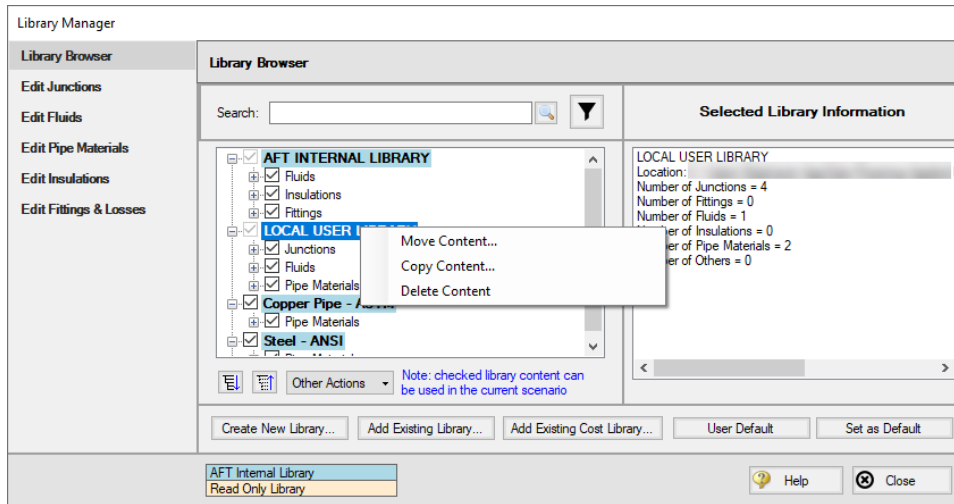 Library Manager
Library Browser
Edit Junctions
Edit Fluids
Edit Pipe Materials
Edit Insulations
Edit Fittings & Losses
Library Browser
Search:
AFT INTERNAL LIBRARY
Fluids
Insulations
Fittings
LOCAL USER
Junctions
Fluids
Pipe Materials
Copper Pipe -
Pipe Materials
Steel - ANSI
Move Content...
Copy Content...
Delete Content
Other Actions
Note: checked library content can
be used in the current scenario
Selected Library Information
LOCAL USER LIBRARY
Location:
Number of Junctions = 4
Number of Fittings = 0
Number of Fluids = 1
of Insulations = 0
of Pipe Materials = 2
of Others = 0
Create New Library...
Add Existing Library...
Add Existing Cost Library...
User Default
Set as Default
AFT Internal Library
Read Only Library
Help
Close